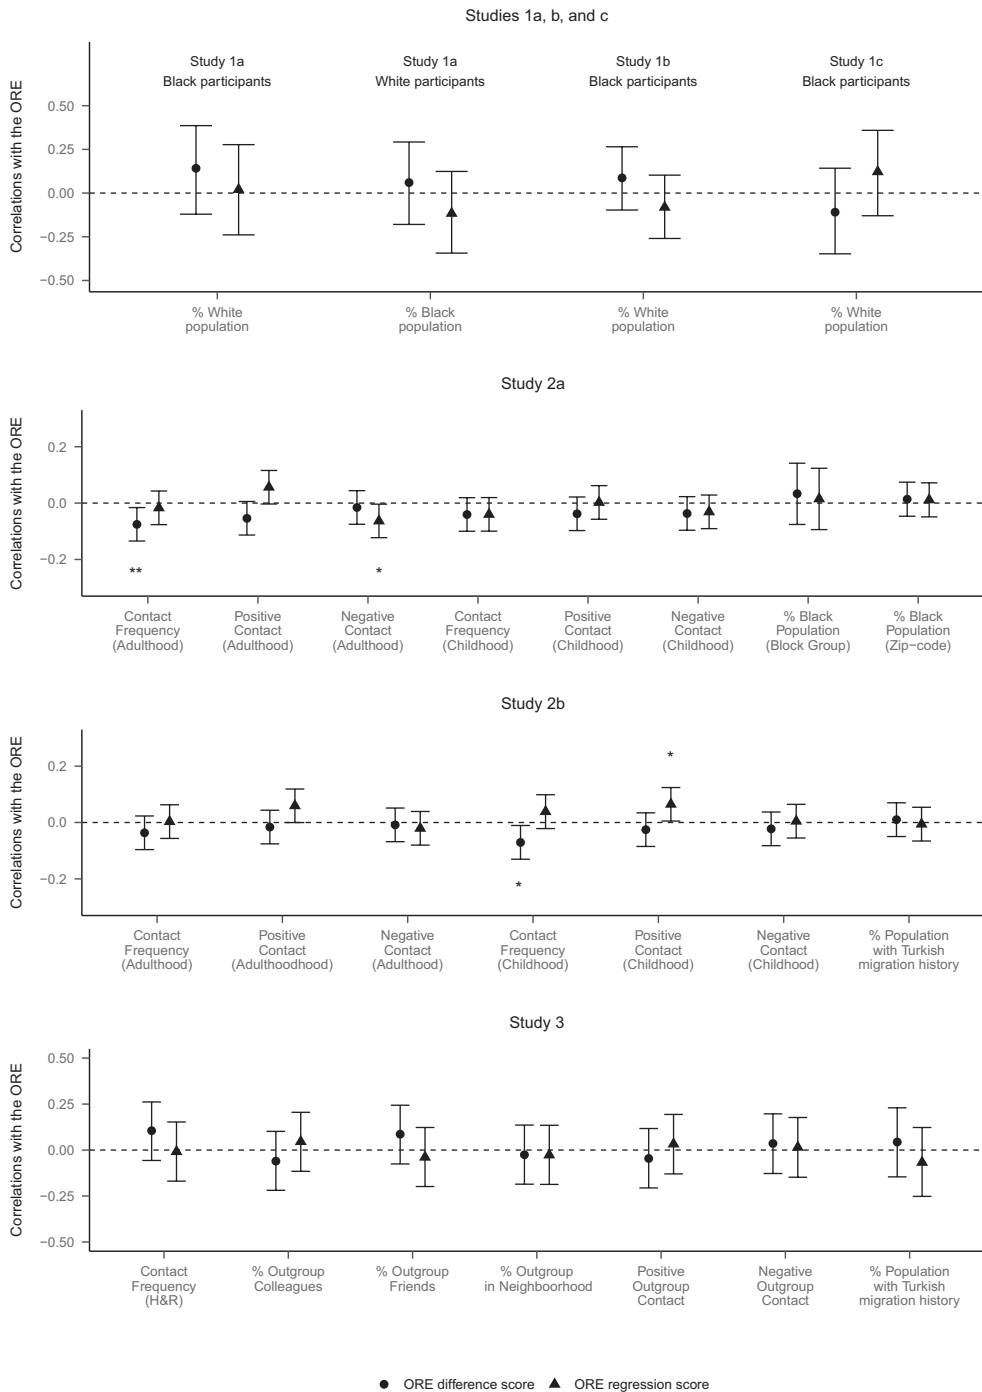 Studies 1a, b, and c
Correlations with the ORE
Study 1a
Black participants
Study 1a
White participants
Study 1b
Black participants
Study 1c
Black participants
0.50
0.25
0.00
−0.25
−0.50
% White
population
% Black
population
% White
population
% White
population
Study 2a
Correlations with the ORE
0.2
0.0
−0.2
**
*
Contact
Frequency
(Adulthood)
Positive
Contact
(Adulthood)
Negative
Contact
(Adulthood)
Contact
Frequency
(Childhood)
Positive
Contact
(Childhood)
Negative
Contact
(Childhood)
% Black
Population
(Block Group)
% Black
Population
(Zip−code)
Study 2b
Correlations with the ORE
0.2
0.0
−0.2
*
*
Contact
Frequency
(Adulthood)
Positive
Contact
(Adulthoodhood)
Negative
Contact
(Adulthood)
Contact
Frequency
(Childhood)
Positive
Contact
(Childhood)
Negative
Contact
(Childhood)
% Population
with Turkish
migration history
Study 3
Correlations with the ORE
0.50
0.25
0.00
−0.25
−0.50
Contact
Frequency
(H&R)
% Outgroup
Colleagues
% Outgroup
Friends
% Outgroup
in Neighborhood
Positive
Outgroup
Contact
Negative
Outgroup
Contact
% Population
with Turkish
migration history
ORE difference score
ORE regression score